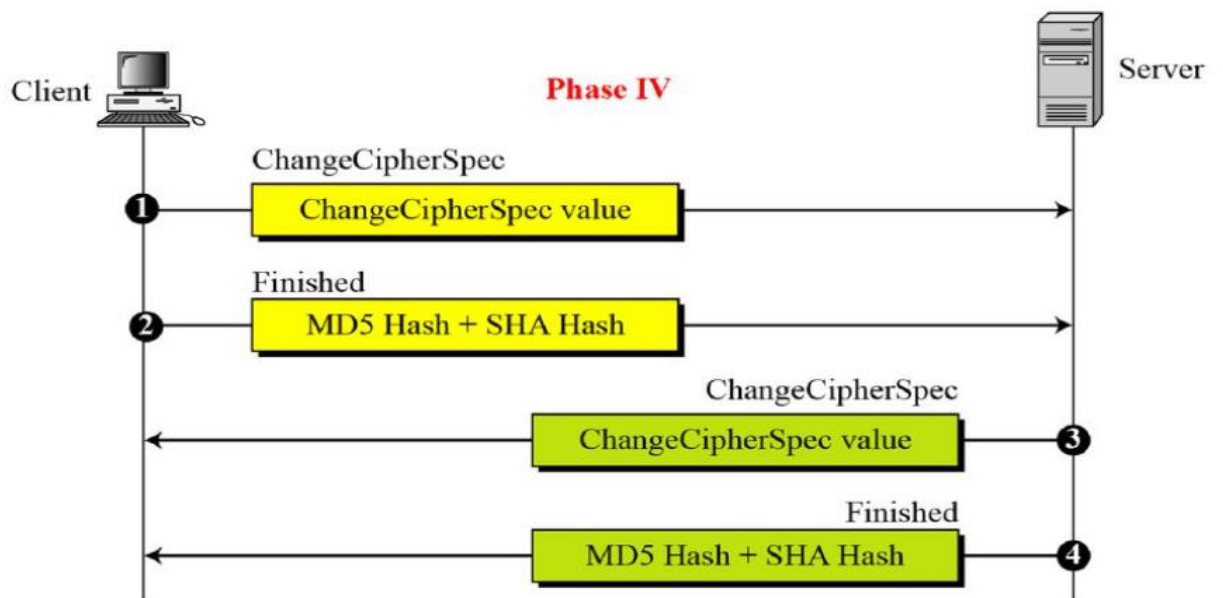 Client
Phase IV
Server
ChangeCipherSpec
1
ChangeCipherSpec value
Finished
2
MD5 Hash + SHA Hash
ChangeCipherSpec
ChangeCipherSpec value
3
Finished
MD5 Hash + SHA Hash
4